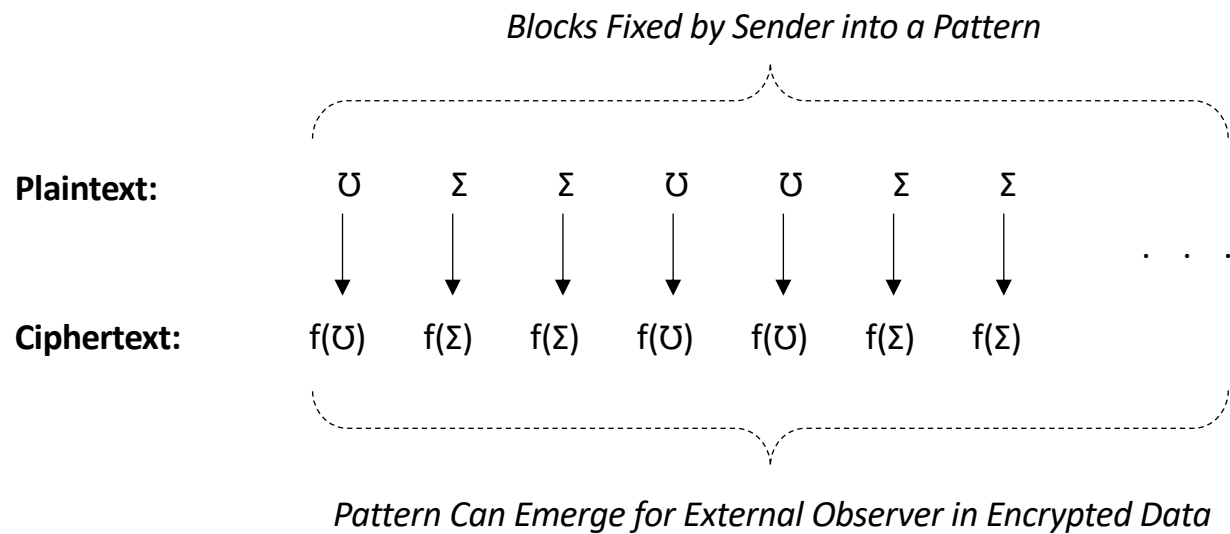 Blocks Fixed by Sender into a Pattern
Plaintext: Ʊ Σ Σ Ʊ Ʊ Σ Σ
. . .
Ciphertext: f(Ʊ) f(Σ) f(Σ) f(Ʊ) f(Ʊ) f(Σ) f(Σ)
Pattern Can Emerge for External Observer in Encrypted Data